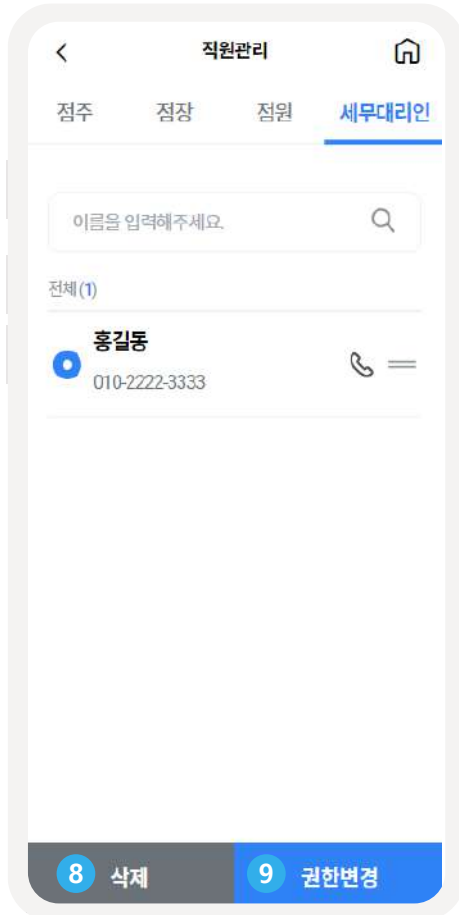 직원관리
점주 점장 점원 세무대리인
이름을 입력해주세요.
전체(1)
홍길동
010-2222-3333
8 삭제 9 권한변경